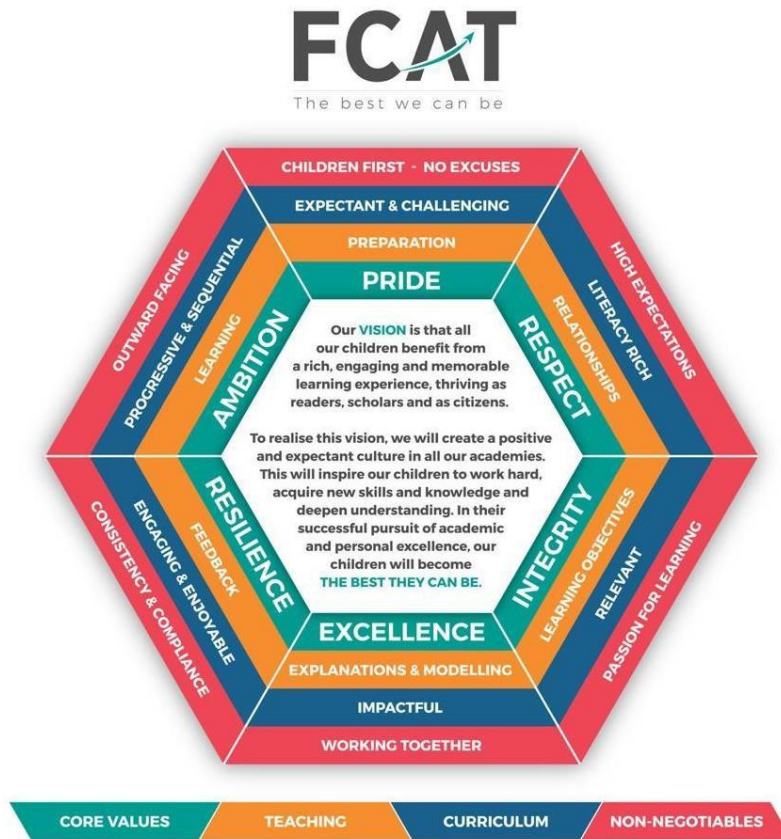 FCAT
The best we can be
CHILDREN FIRST - NO EXCUSES
EXPECTANT & CHALLENGING
PREPARATION
PRIDE
HIGH EXPECTATIONS
LITERACY RICH
RELATIONSHIPS
RESPECT
PASSION FOR LEARNING
RELEVANT
LEARNING OBJECTIVES
INTEGRITY
WORKING TOGETHER
IMPACTFUL
EXPLANATIONS & MODELLING
EXCELLENCE
CONSISTENCY & COMPLIANCE
ENGAGING & ENJOYABLE
FEEDBACK
RESILIENCE
OUTWARD FACING
PROGRESSIVE & SEQUENTIAL
LEARNING
AMBITION
Our VISION is that all
our children benefit from
a rich, engaging and memorable
learning experience, thriving as
readers, scholars and as citizens.
To realise this vision, we will create a positive
and expectant culture in all our academies.
This will inspire our children to work hard,
acquire new skills and knowledge and
deepen understanding. In their
successful pursuit of academic
and personal excellence, our
children will become
THE BEST THEY CAN BE.
CORE VALUES
TEACHING
CURRICULUM
NON-NEGOTIABLES